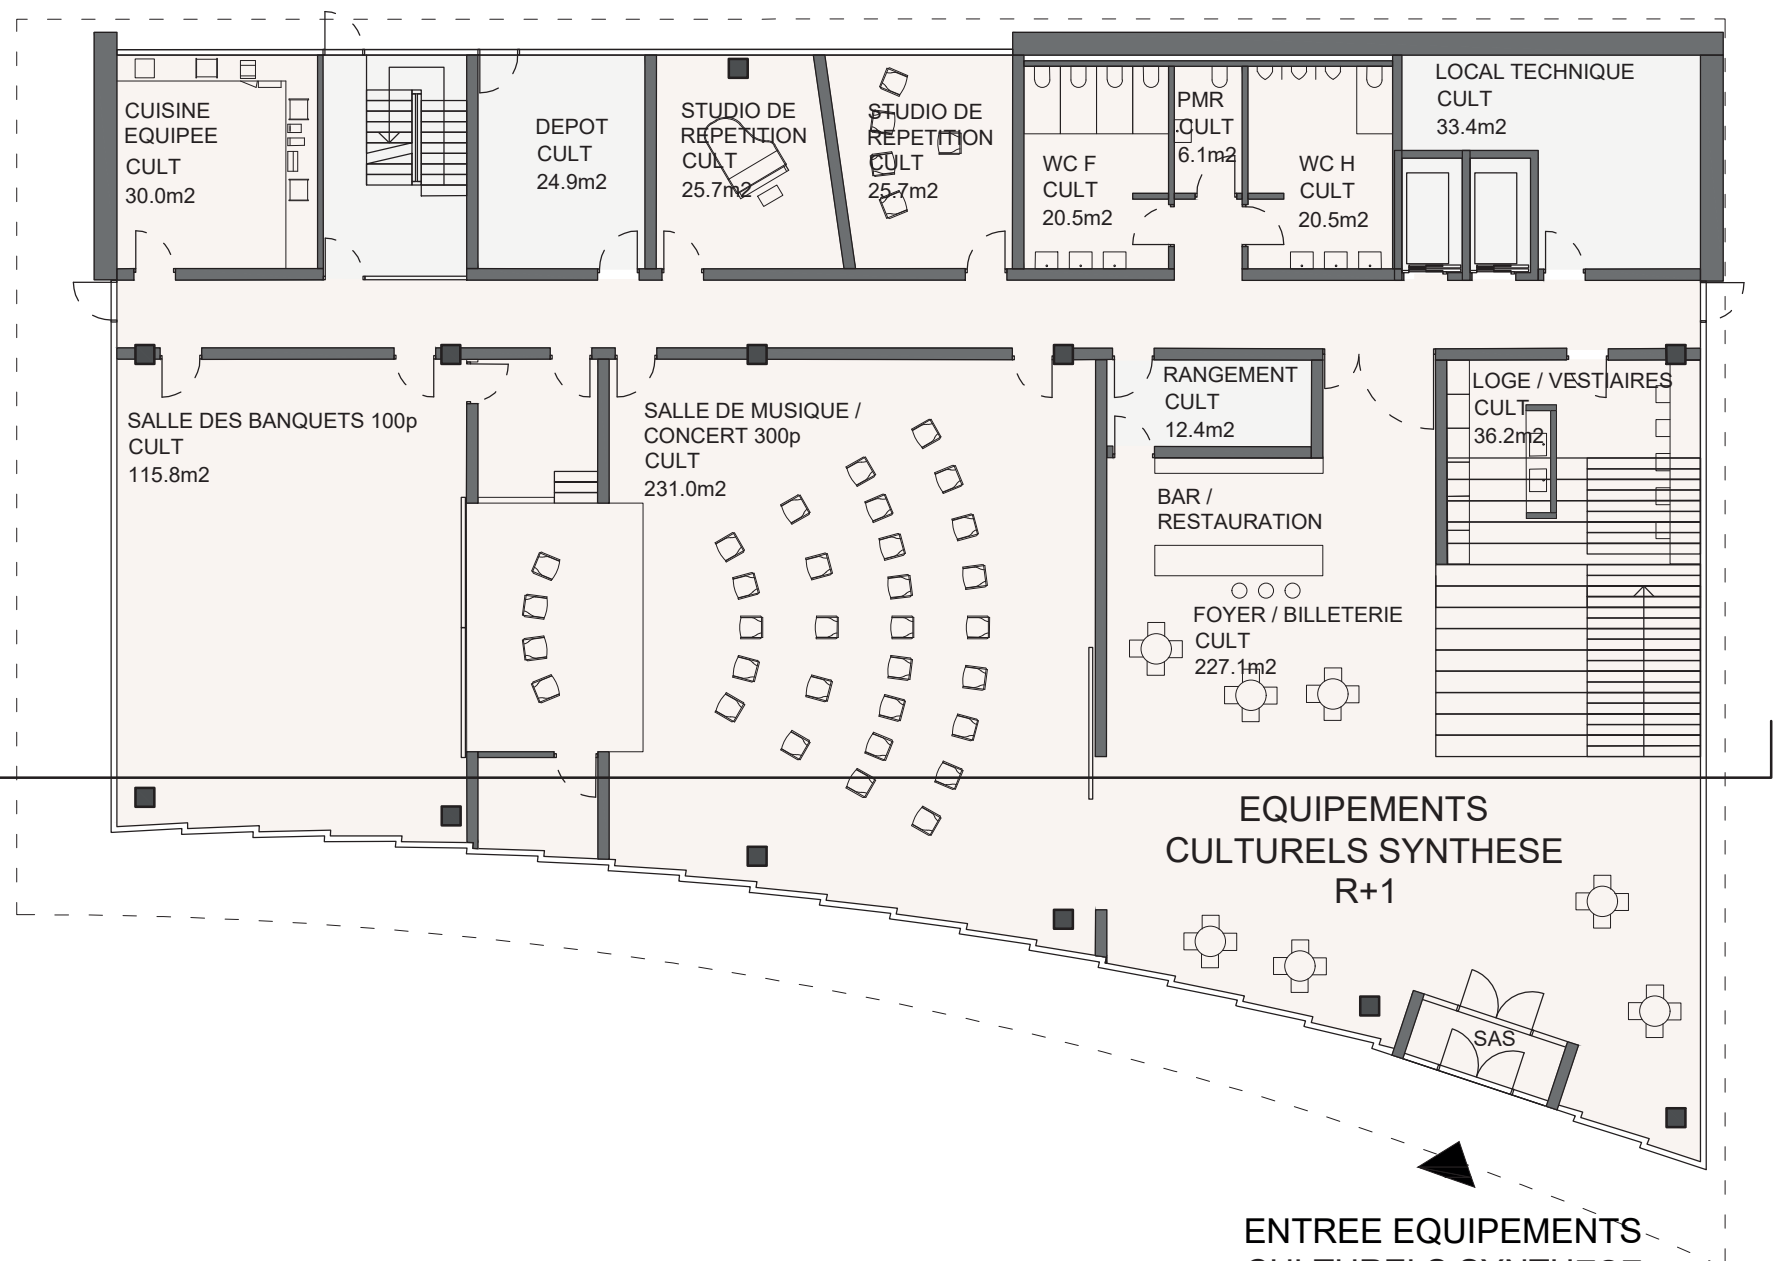 CUISINE
EQUIPEE
CULT
30.0m2
DEPOT
CULT
24.9m2
STUDIO DE
REPETITION
CULT
25.7m2
STUDIO DE
REPETITION
CULT
25.7m2
WC F
CULT
20.5m2
PMR
CULT
6.1m2
WC H
CULT
20.5m2
LOCAL TECHNIQUE
CULT
33.4m2
SALLE DES BANQUETS 100p
CULT
115.8m2
SALLE DE MUSIQUE /
CONCERT 300p
CULT
231.0m2
RANGEMENT
CULT
12.4m2
LOGE / VESTIAIRES
CULT
36.2m2
BAR /
RESTAURATION
FOYER / BILLETERIE
CULT
227.1m2
EQUIPEMENTS
CULTURELS SYNTHESE
R+1
SAS
ENTREE EQUIPEMENTS
CULTURELS SYNTHESE